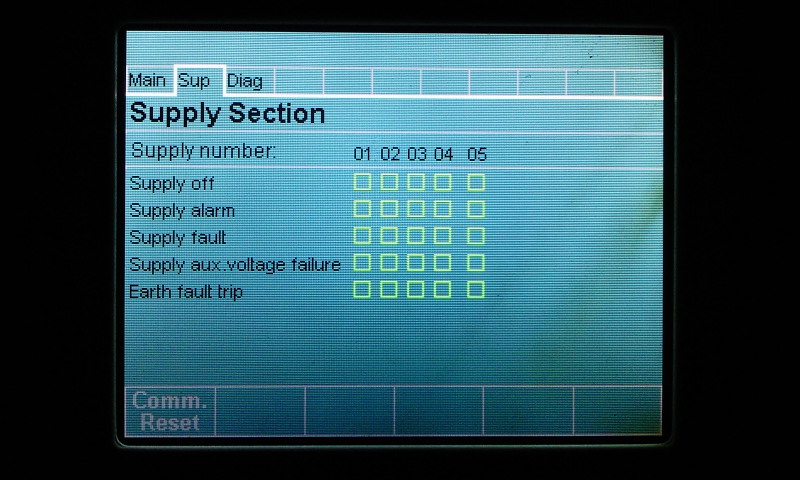 Main Sup Diag
Supply Section
Supply number: 01 02 03 04 05
Supply off
Supply alarm
Supply fault
Supply aux.voltage failure
Earth fault trip
Comm.
Reset